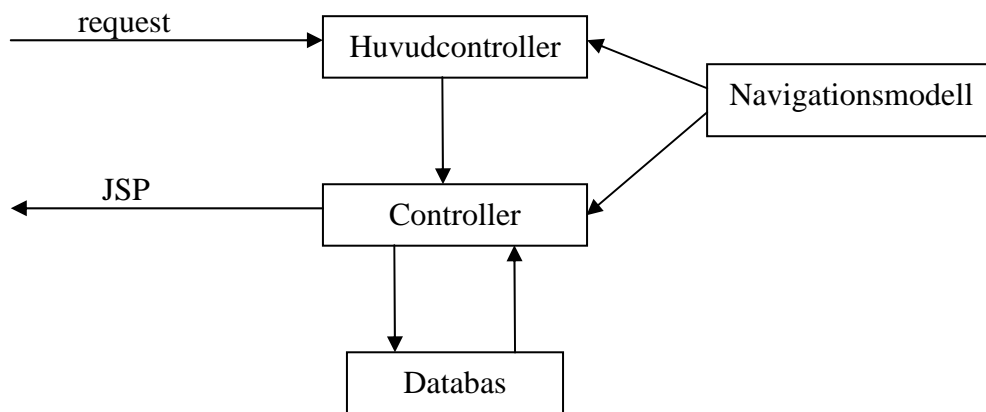 request
Huvudcontroller
Navigationsmodell
JSP
Controller
Databas